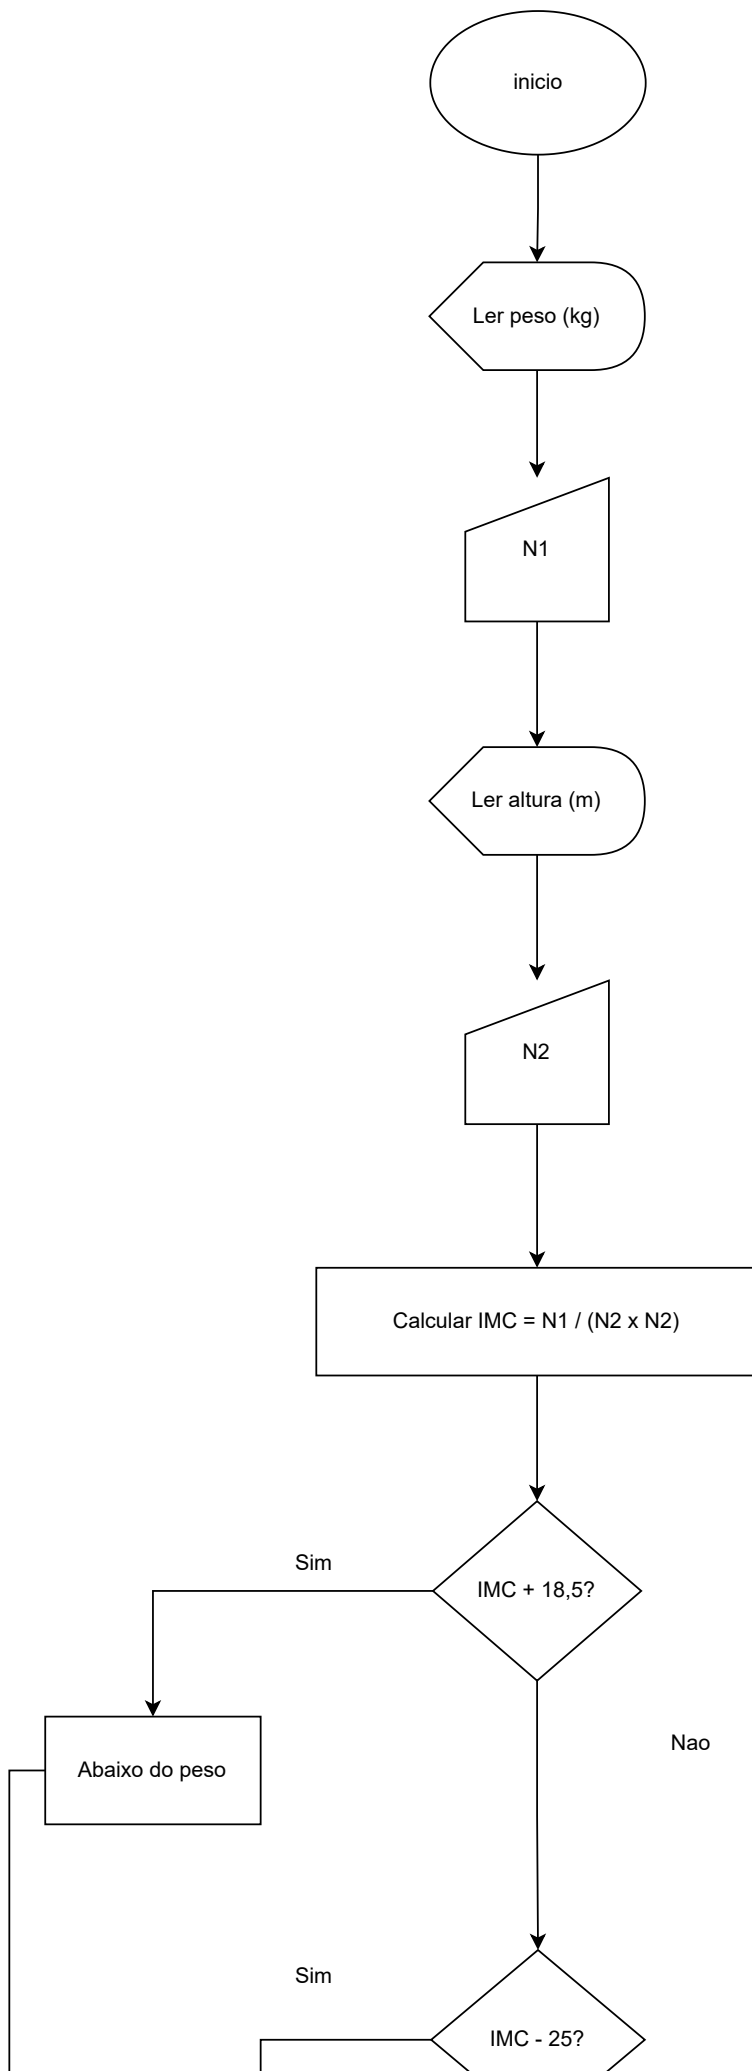 inicio
Ler peso (kg)
N1
Ler altura (m)
N2
Calcular IMC = N1 / (N2 x N2)
Sim
IMC + 18,5?
Nao
Abaixo do peso
Sim
IMC - 25?